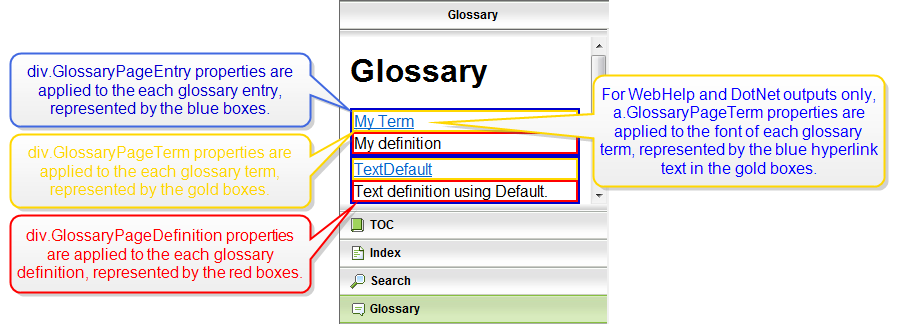 Glossary
Glossary
div.GlossaryPageEntry properties are
applied to the each glossary entry,
represented by the blue boxes.
div.GlossaryPageTerm properties are
applied to the each glossary term,
represented by the gold boxes.
div.GlossaryPageDefinition properties
are applied to the each glossary
definition, represented by the red boxes.
My Term
My definition
TextDefault
Text definition using Default.
For WebHelp and DotNet outputs only,
a.GlossaryPageTerm properties are
applied to the font of each glossary
term, represented by the blue hyperlink
text in the gold boxes.
TOC
Index
Search
Glossary